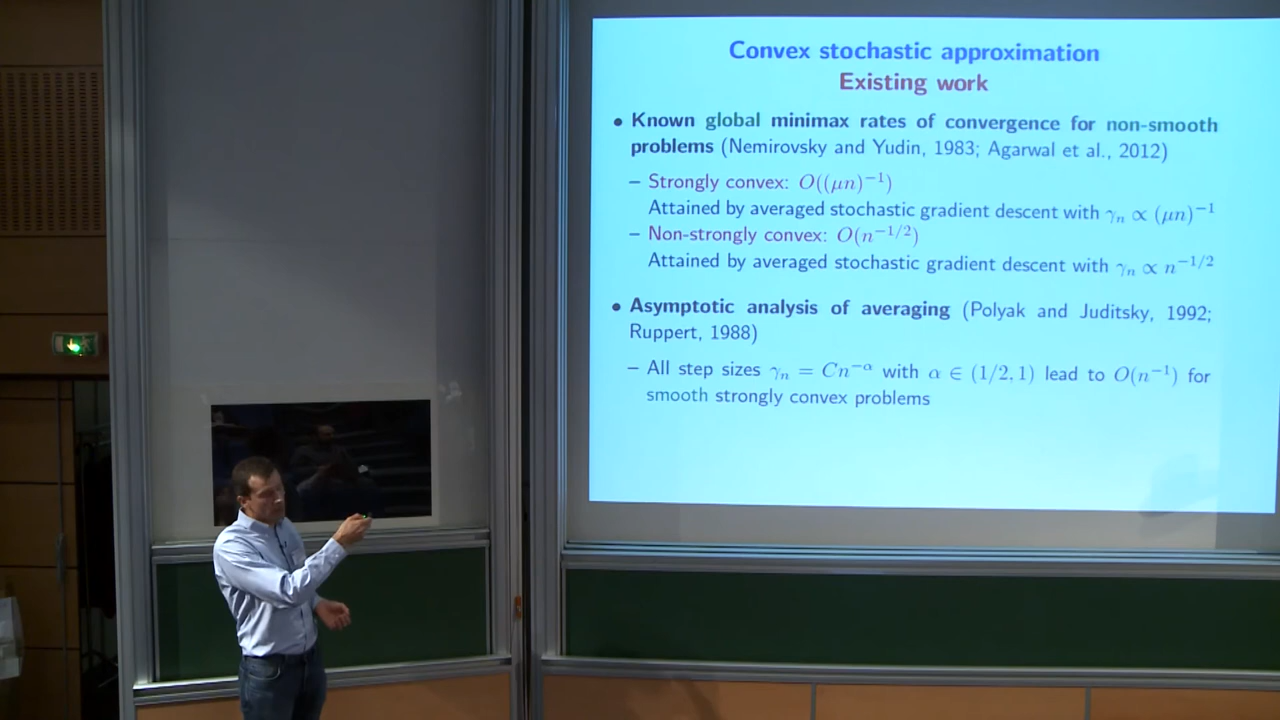 Convex stochastic approximation
Existing work
• Known global minimax rates of convergence for non-smooth
problems (Nemirovsky and Yudin, 1983; Agarwal et al., 2012)
– Strongly convex: O((μn)⁻¹)
Attained by averaged stochastic gradient descent with γₙ ∝ (μn)⁻¹
– Non-strongly convex: O(n⁻¹/²)
Attained by averaged stochastic gradient descent with γₙ ∝ n⁻¹/²
• Asymptotic analysis of averaging (Polyak and Juditsky, 1992;
Ruppert, 1988)
– All step sizes γₙ = Cn⁻ᵅ with α ∈ (1/2, 1) lead to O(n⁻¹) for
smooth strongly convex problems